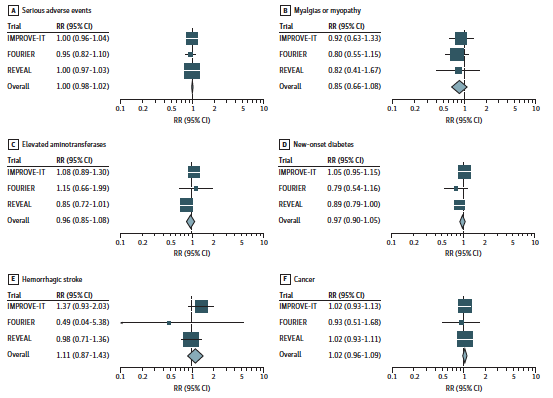 A Serious adverse events
Trial RR (95% CI)
IMPROVE-IT 1.00 (0.96-1.04)
FOURIER 0.95 (0.82-1.10)
REVEAL 1.00 (0.97-1.03)
Overall 1.00 (0.98-1.02)
0.1 0.2 0.5 1 2 5 10
RR (95% CI)
B Myalgias or myopathy
Trial RR (95% CI)
IMPROVE-IT 0.92 (0.63-1.33)
FOURIER 0.80 (0.55-1.15)
REVEAL 0.82 (0.41-1.67)
Overall 0.85 (0.66-1.08)
0.1 0.2 0.5 1 2 5 10
RR (95% CI)
C Elevated aminotransferases
Trial RR (95% CI)
IMPROVE-IT 1.08 (0.89-1.30)
FOURIER 1.15 (0.66-1.99)
REVEAL 0.85 (0.72-1.01)
Overall 0.96 (0.85-1.08)
0.1 0.2 0.5 1 2 5 10
RR (95% CI)
D New-onset diabetes
Trial RR (95% CI)
IMPROVE-IT 1.05 (0.95-1.15)
FOURIER 0.79 (0.54-1.16)
REVEAL 0.89 (0.79-1.00)
Overall 0.97 (0.90-1.05)
0.1 0.2 0.5 1 2 5 10
RR (95% CI)
E Hemorrhagic stroke
Trial RR (95% CI)
IMPROVE-IT 1.37 (0.93-2.03)
FOURIER 0.49 (0.04-5.38)
REVEAL 0.98 (0.71-1.36)
Overall 1.11 (0.87-1.43)
0.1 0.2 0.5 1 2 5 10
RR (95% CI)
F Cancer
Trial RR (95% CI)
IMPROVE-IT 1.02 (0.93-1.13)
FOURIER 0.93 (0.51-1.68)
REVEAL 1.02 (0.93-1.11)
Overall 1.02 (0.96-1.09)
0.1 0.2 0.5 1 2 5 10
RR (95% CI)